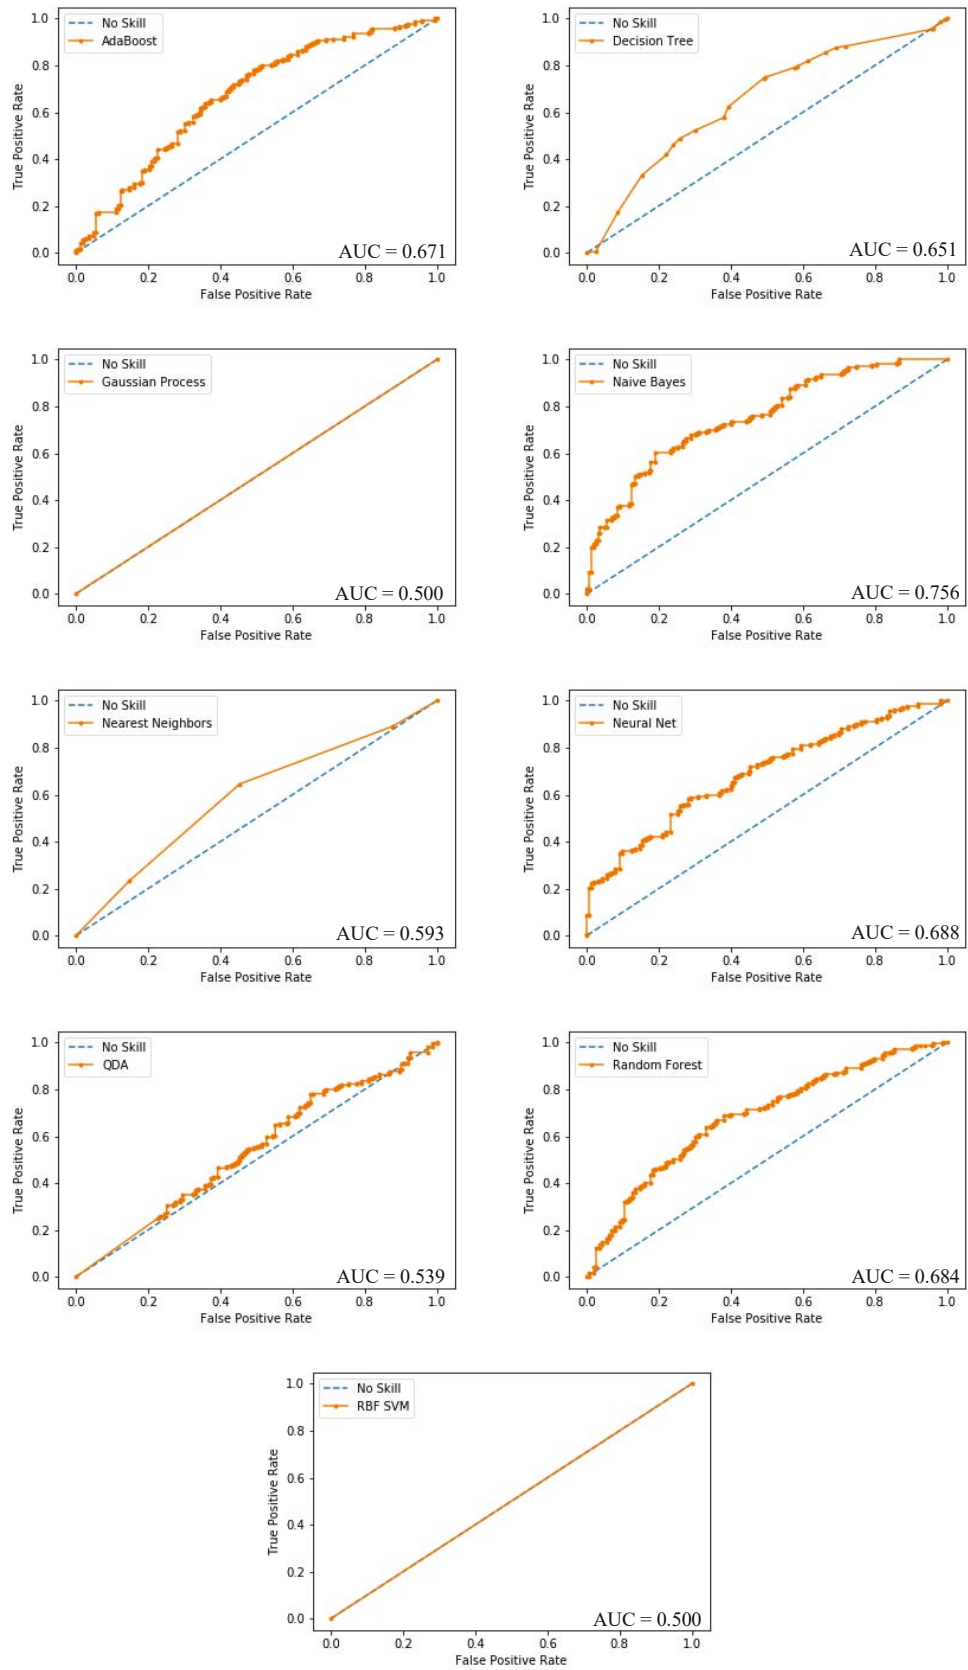 No Skill
AdaBoost
True Positive Rate
1.0
0.8
0.6
0.4
0.2
0.0
AUC = 0.671
0.0 0.2 0.4 0.6 0.8 1.0
False Positive Rate
No Skill
Decision Tree
True Positive Rate
1.0
0.8
0.6
0.4
0.2
0.0
AUC = 0.651
0.0 0.2 0.4 0.6 0.8 1.0
False Positive Rate
No Skill
Gaussian Process
True Positive Rate
1.0
0.8
0.6
0.4
0.2
0.0
AUC = 0.500
0.0 0.2 0.4 0.6 0.8 1.0
False Positive Rate
No Skill
Naive Bayes
True Positive Rate
1.0
0.8
0.6
0.4
0.2
0.0
AUC = 0.756
0.0 0.2 0.4 0.6 0.8 1.0
False Positive Rate
No Skill
Nearest Neighbors
True Positive Rate
1.0
0.8
0.6
0.4
0.2
0.0
AUC = 0.593
0.0 0.2 0.4 0.6 0.8 1.0
False Positive Rate
No Skill
Neural Net
True Positive Rate
1.0
0.8
0.6
0.4
0.2
0.0
AUC = 0.688
0.0 0.2 0.4 0.6 0.8 1.0
False Positive Rate
No Skill
QDA
True Positive Rate
1.0
0.8
0.6
0.4
0.2
0.0
AUC = 0.539
0.0 0.2 0.4 0.6 0.8 1.0
False Positive Rate
No Skill
Random Forest
True Positive Rate
1.0
0.8
0.6
0.4
0.2
0.0
AUC = 0.684
0.0 0.2 0.4 0.6 0.8 1.0
False Positive Rate
No Skill
RBF SVM
True Positive Rate
1.0
0.8
0.6
0.4
0.2
0.0
AUC = 0.500
0.0 0.2 0.4 0.6 0.8 1.0
False Positive Rate